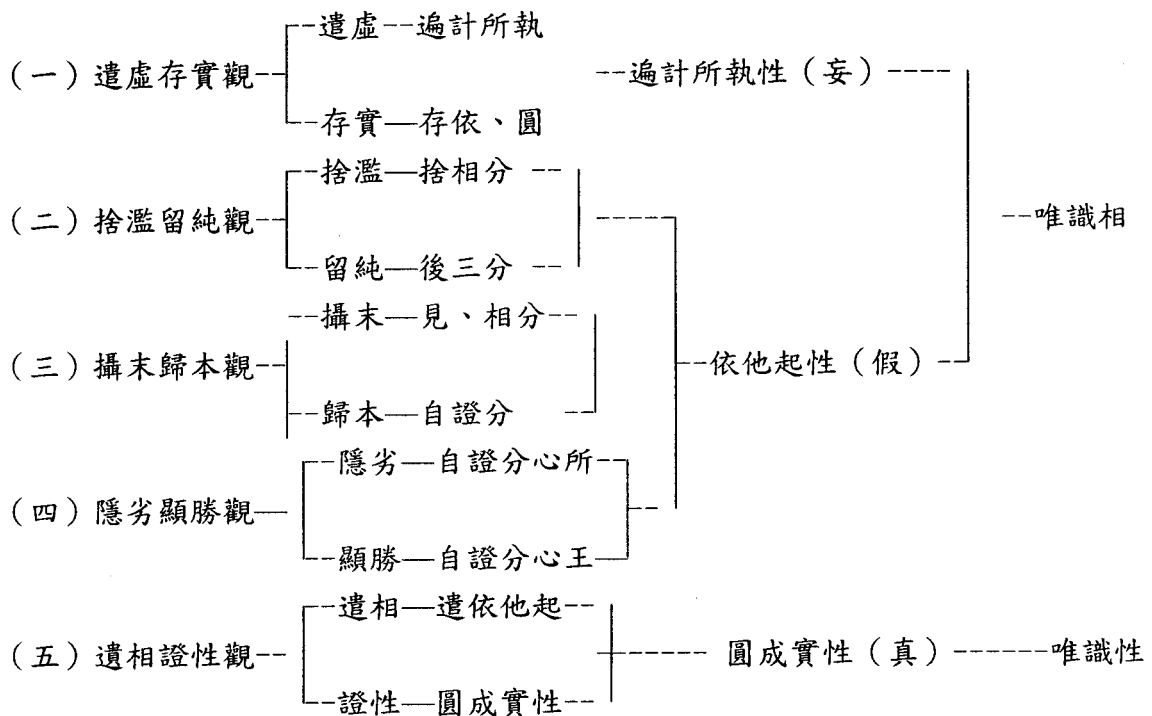 遣虛--遍計所執
（一）遣虛存實觀-- --遍計所執性（妄）----
存實—存依、圓
捨濫—捨相分 --
（二）捨濫留純觀-- ------ --唯識相
留純—後三分 --
--攝末—見、相分--
（三）攝末歸本觀-- --依他起性（假）--
--歸本—自證分 --
--隱劣—自證分心所--
（四）隱劣顯勝觀— --
--顯勝—自證分心王—
--遣相—遣依他起--
（五）遺相證性觀-- ------ 圓成實性（真）------唯識性
--證性—圓成實性--